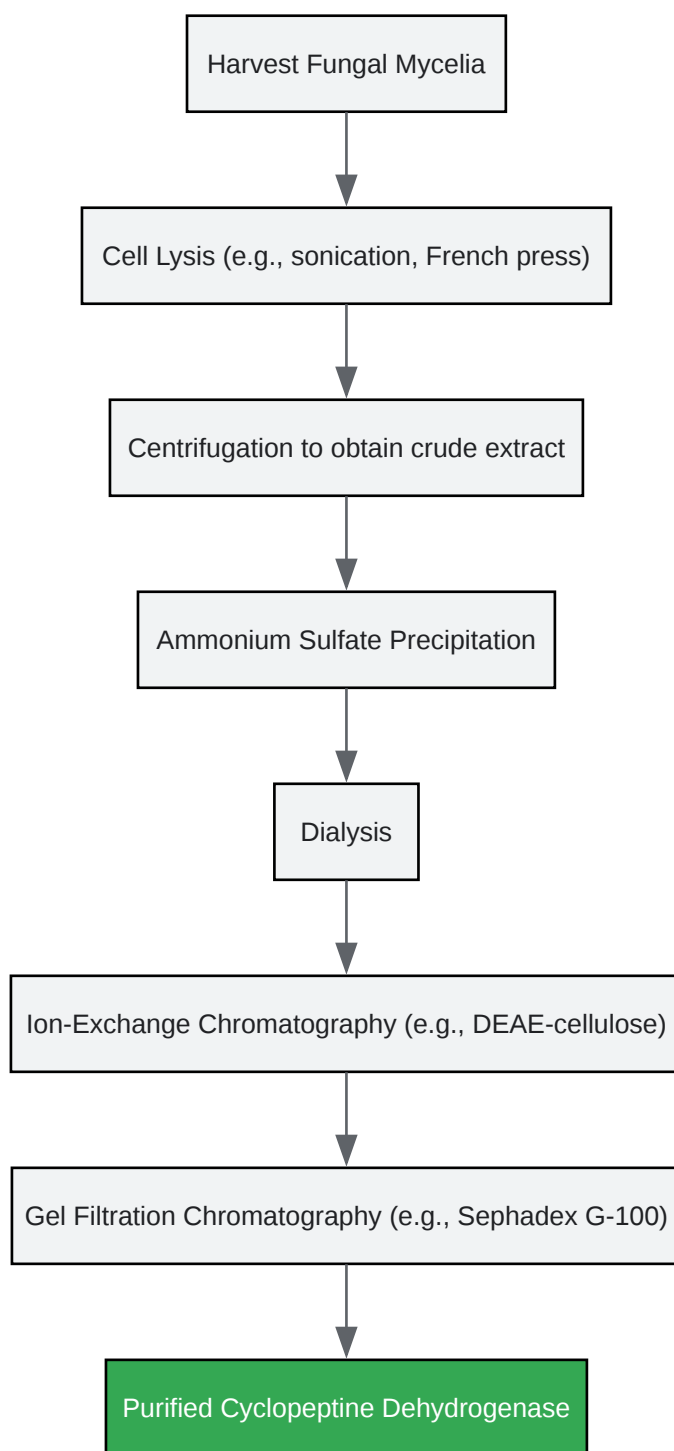 Harvest Fungal Mycelia
Cell Lysis (e.g., sonication, French press)
Centrifugation to obtain crude extract
Ammonium Sulfate Precipitation
Dialysis
Ion-Exchange Chromatography (e.g., DEAE-cellulose)
Gel Filtration Chromatography (e.g., Sephadex G-100)
Purified Cyclopeptine Dehydrogenase